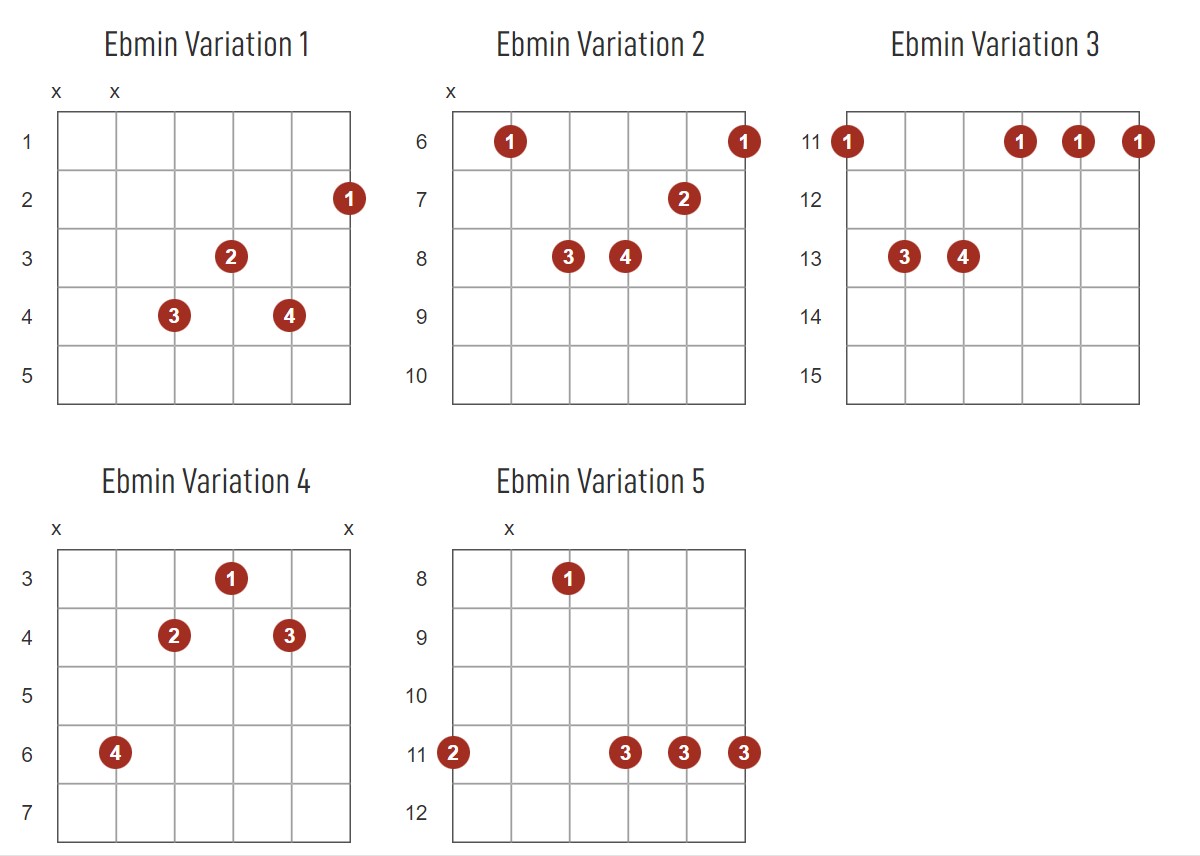 Ebmin Variation 1 Ebmin Variation 2 Ebmin Variation 3
x x x
1 6 1 1 11 1 1 1 1
2 1 7 2 12
3 2 8 3 4 13 3 4
4 3 4 9 14
5 10 15
Ebmin Variation 4 Ebmin Variation 5
x x x
3 1 8 1
4 2 3 9
5 10
6 4 11 2 3 3 3
7 12